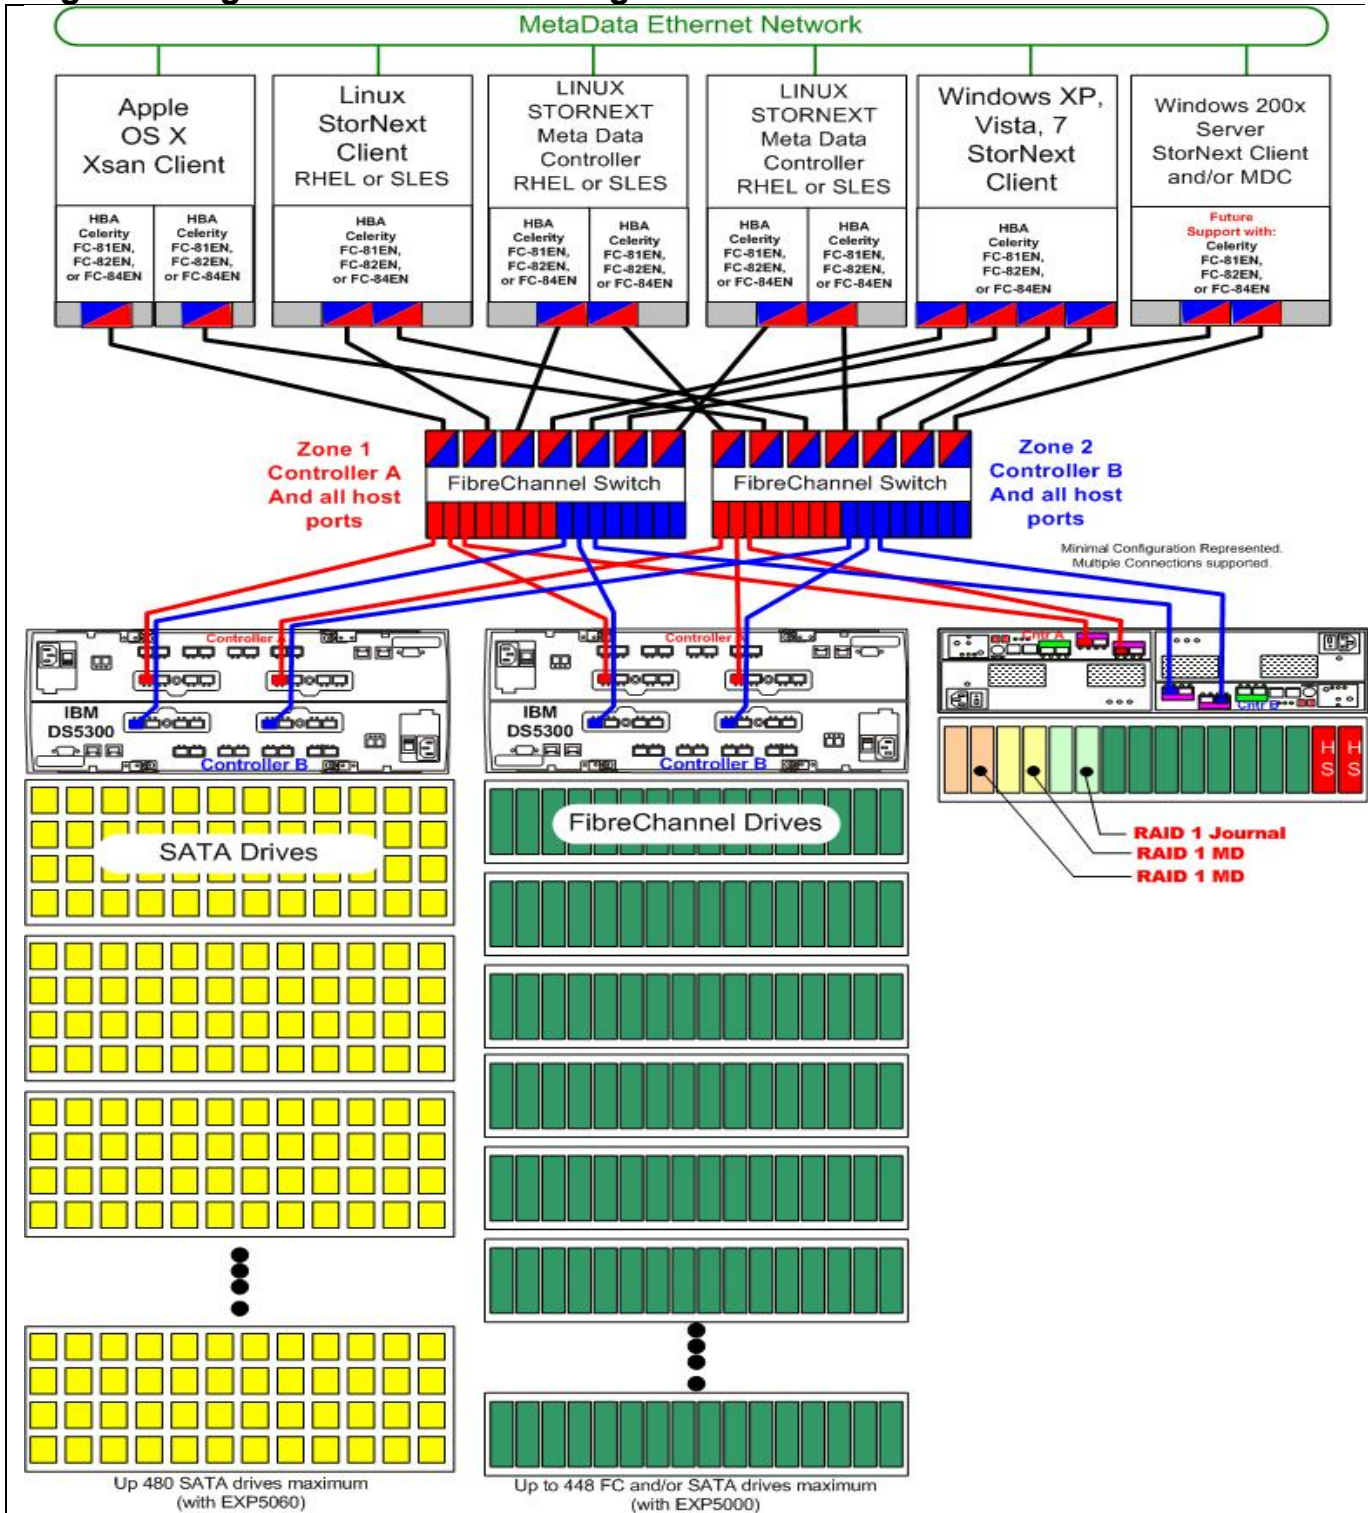 MetaData Ethernet Network
Apple
OS X
Xsan Client
HBA
Celerity
FC-81EN,
FC-82EN,
or FC-84EN
HBA
Celerity
FC-81EN,
FC-82EN,
or FC-84EN
Linux
StorNext
Client
RHEL or SLES
HBA
Celerity
FC-81EN,
FC-82EN,
or FC-84EN
LINUX
STORNEXT
Meta Data
Controller
RHEL or SLES
HBA
Celerity
FC-81EN,
FC-82EN,
or FC-84EN
HBA
Celerity
FC-81EN,
FC-82EN,
or FC-84EN
LINUX
STORNEXT
Meta Data
Controller
RHEL or SLES
HBA
Celerity
FC-81EN,
FC-82EN,
or FC-84EN
HBA
Celerity
FC-81EN,
FC-82EN,
or FC-84EN
Windows XP,
Vista, 7
StorNext
Client
HBA
Celerity
FC-81EN,
FC-82EN,
or FC-84EN
Windows 200x
Server
StorNext Client
and/or MDC
Future
Support with:
Celerity
FC-81EN,
FC-82EN,
or FC-84EN
Zone 1
Controller A
And all host
ports
FibreChannel Switch
FibreChannel Switch
Zone 2
Controller B
And all host
ports
Minimal Configuration Represented.
Multiple Connections supported.
Controller A
IBM
DS5300
Controller B
Controller A
IBM
DS5300
Controller B
Cntr A
Cntr B
HS
HS
RAID 1 Journal
RAID 1 MD
RAID 1 MD
SATA Drives
FibreChannel Drives
Up 480 SATA drives maximum
(with EXP5060)
Up to 448 FC and/or SATA drives maximum
(with EXP5000)